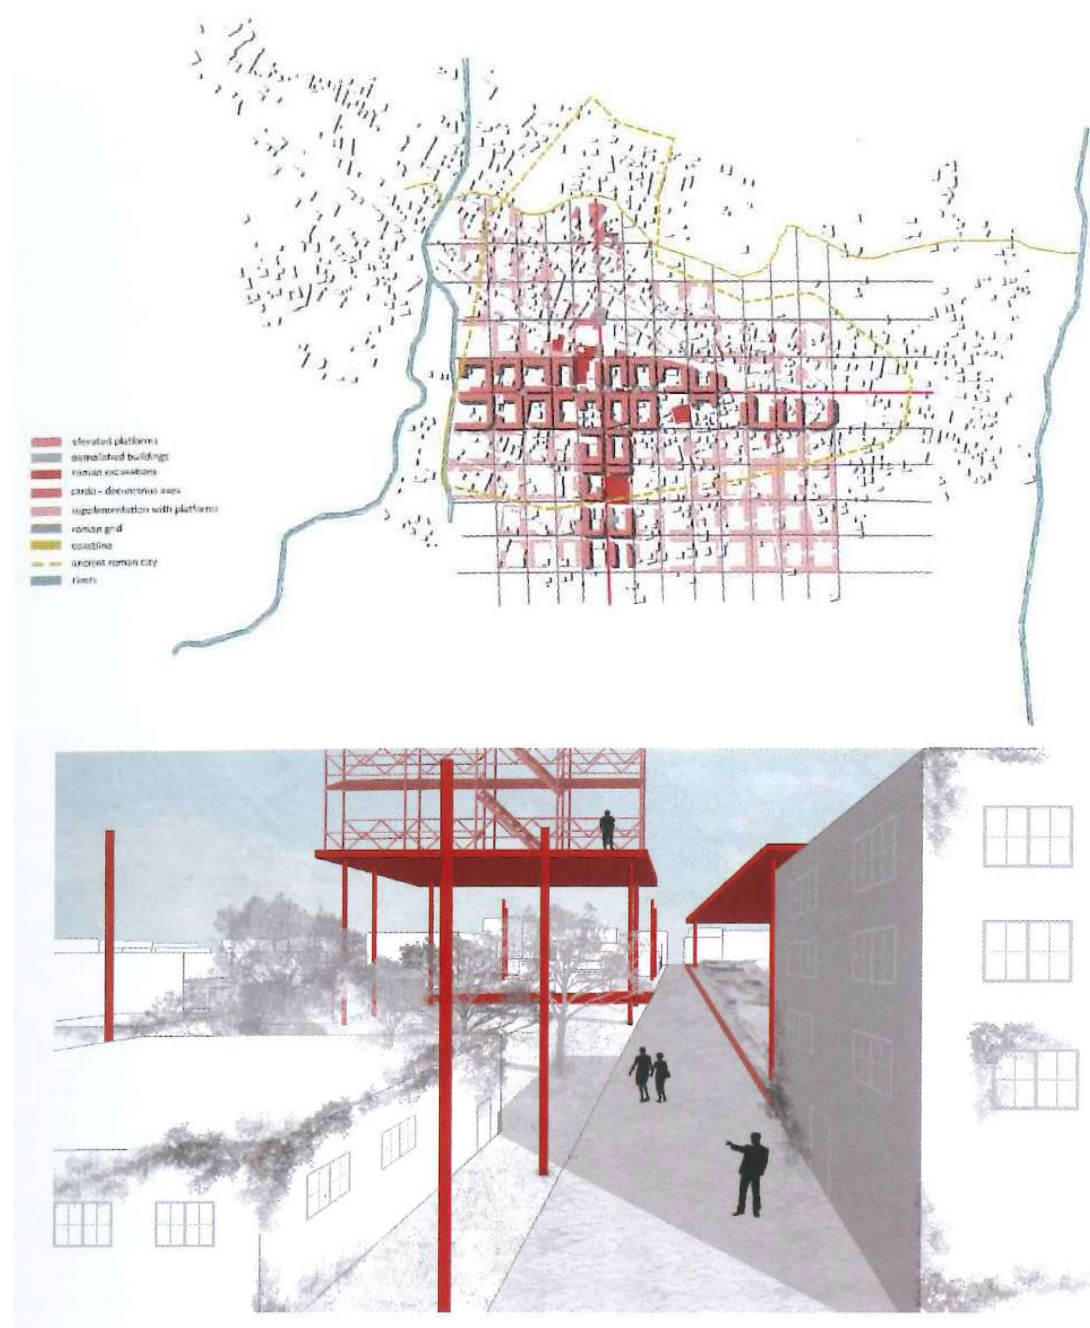 elevated platforms
demolished buildings
roman excavations
cardo - decumanus axes
supplementation with platforms
roman grid
coastline
ancient roman city
rivers